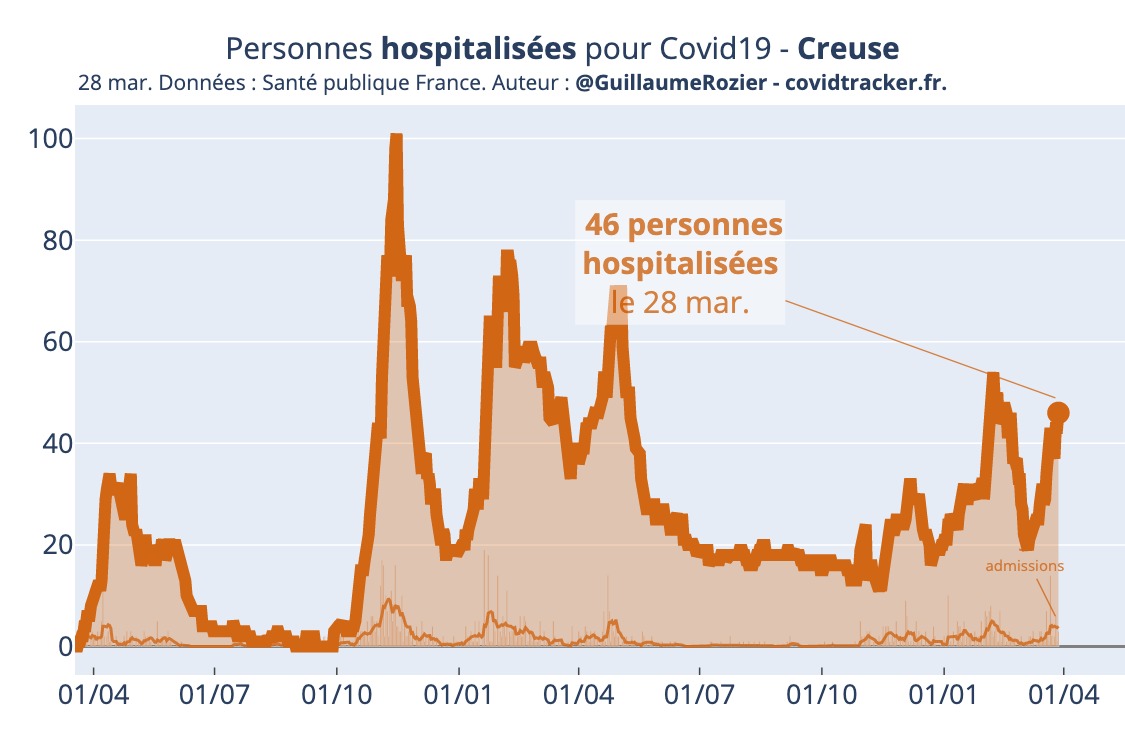 Personnes hospitalisées pour Covid19 - Creuse
28 mar. Données : Santé publique France. Auteur : @GuillaumeRozier - covidtracker.fr.
100
80
60
40
20
0
46 personnes
hospitalisées
le 28 mar.
admissions
01/04 01/07 01/10 01/01 01/04 01/07 01/10 01/01 01/04